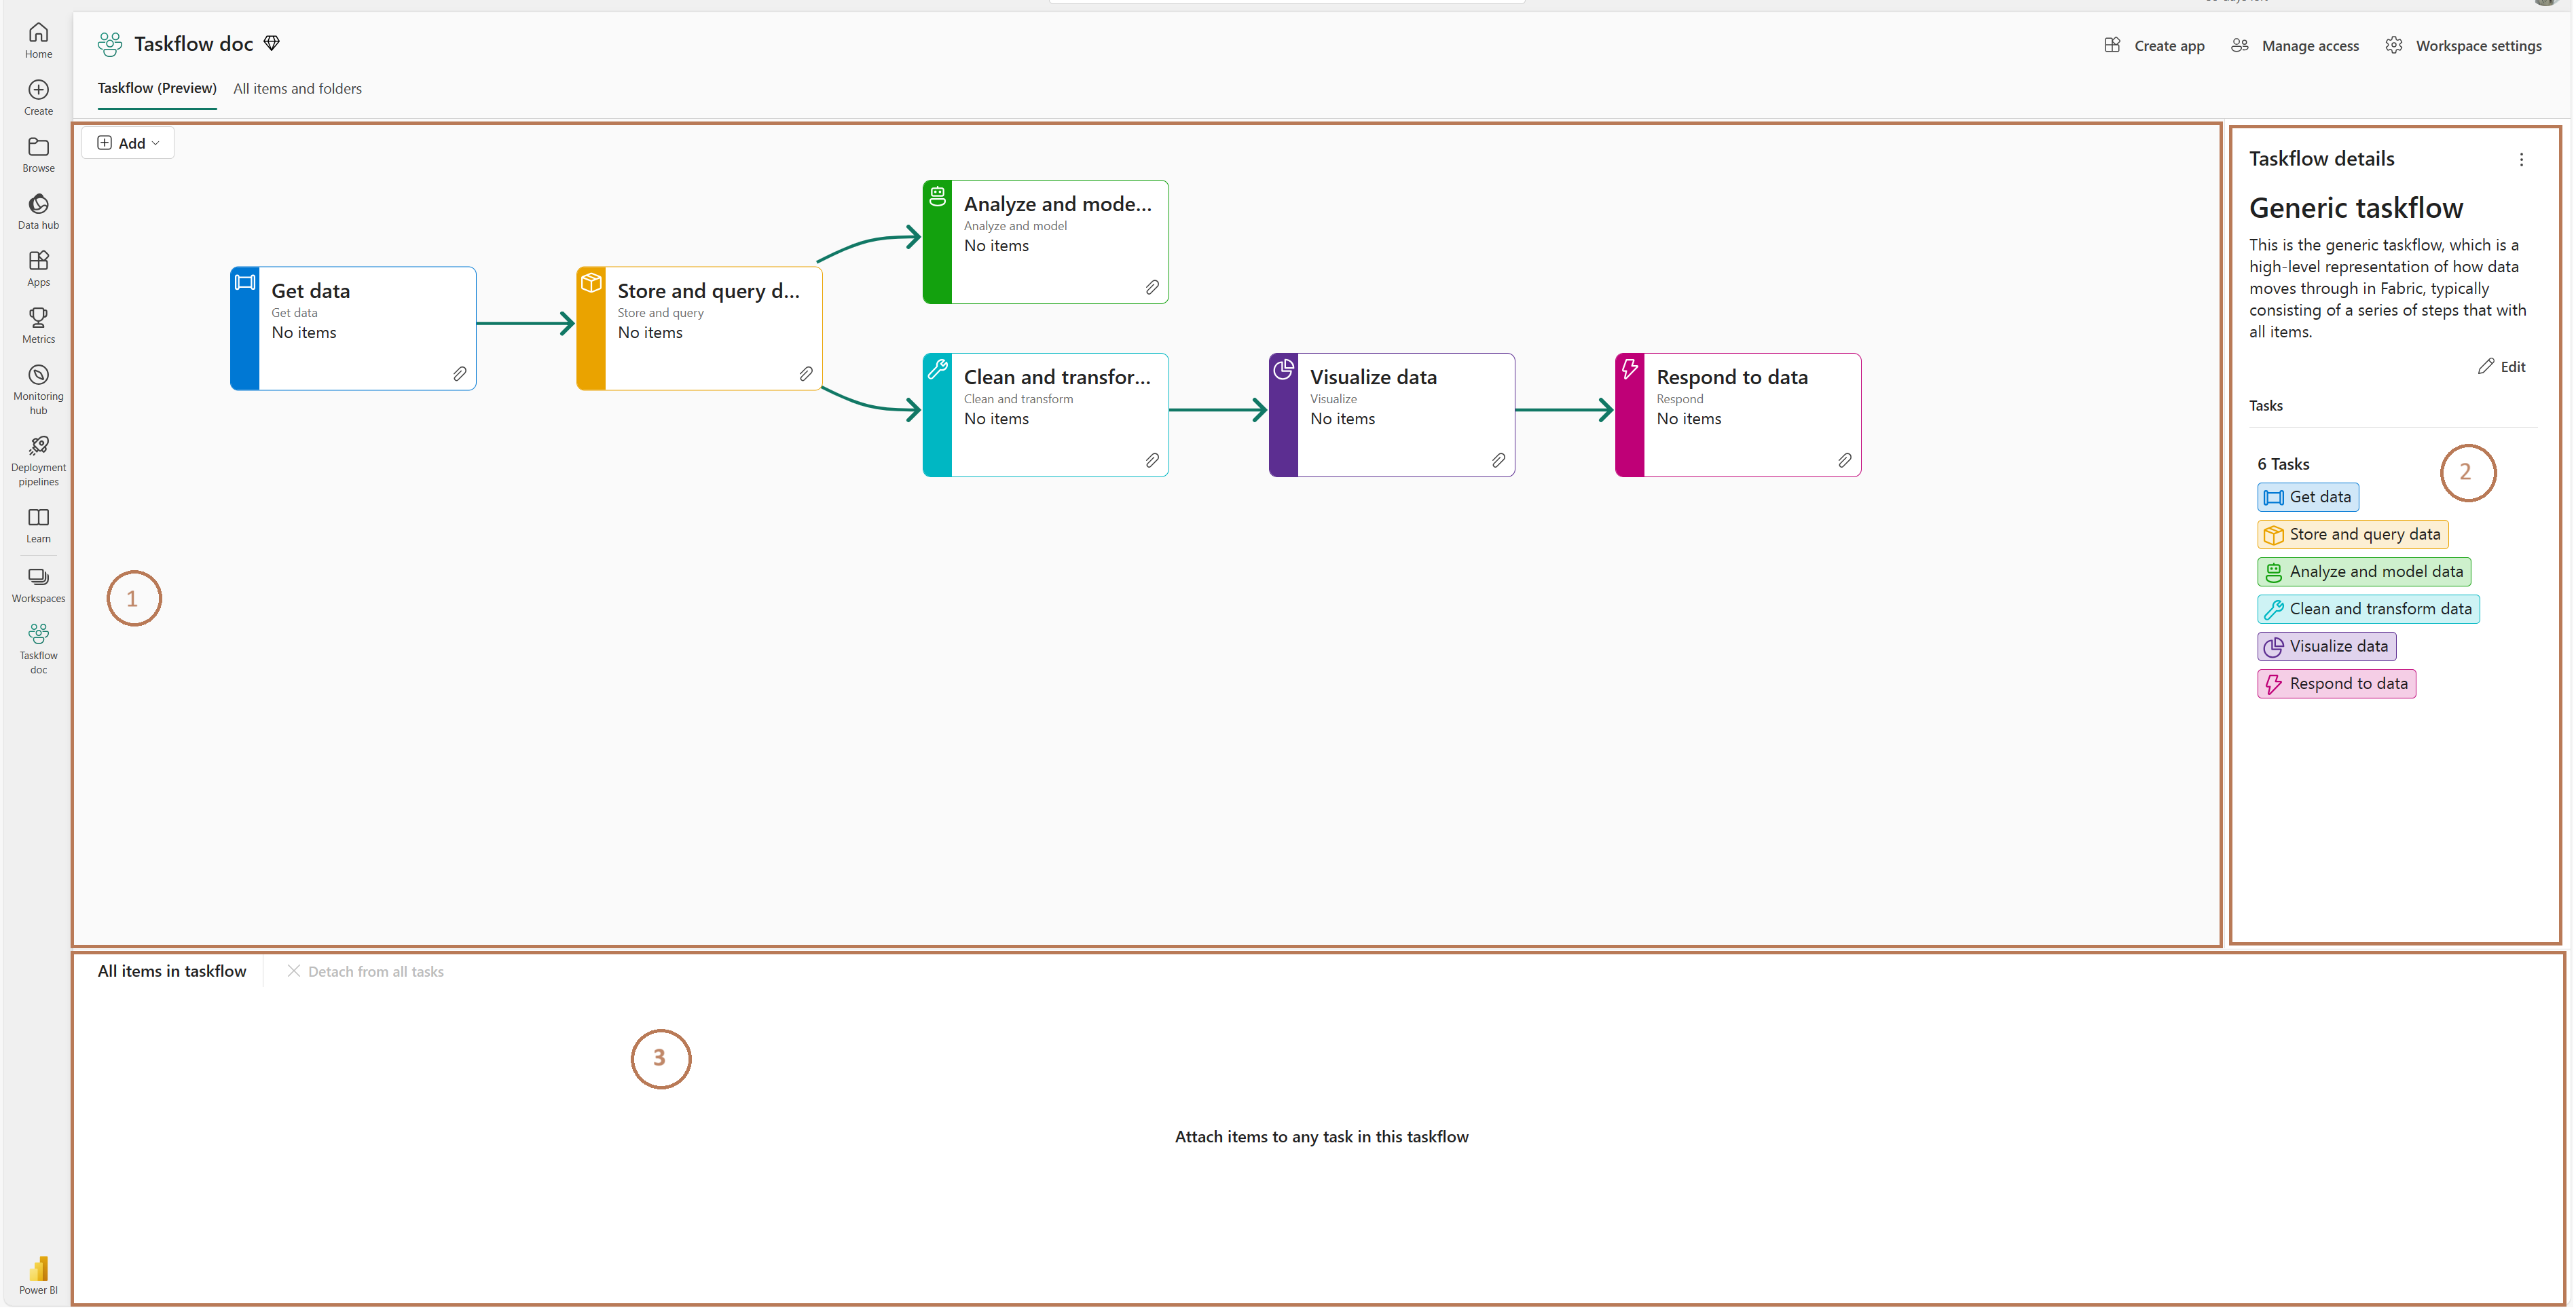 Home
Create
Browse
Data hub
Apps
Metrics
Monitoring
hub
Deployment
pipelines
Learn
Workspaces
Taskflow
doc
Power BI
Taskflow doc
Create app
Manage access
Workspace settings
Taskflow (Preview)
All items and folders
Add
Get data
Get data
No items
Store and query d...
Store and query
No items
Analyze and mode...
Analyze and model
No items
Clean and transfor...
Clean and transform
No items
Visualize data
Visualize
No items
Respond to data
Respond
No items
1
Taskflow details
Generic taskflow
This is the generic taskflow, which is a
high-level representation of how data
moves through in Fabric, typically
consisting of a series of steps that with
all items.
Edit
Tasks
6 Tasks
2
Get data
Store and query data
Analyze and model data
Clean and transform data
Visualize data
Respond to data
All items in taskflow
Detach from all tasks
3
Attach items to any task in this taskflow